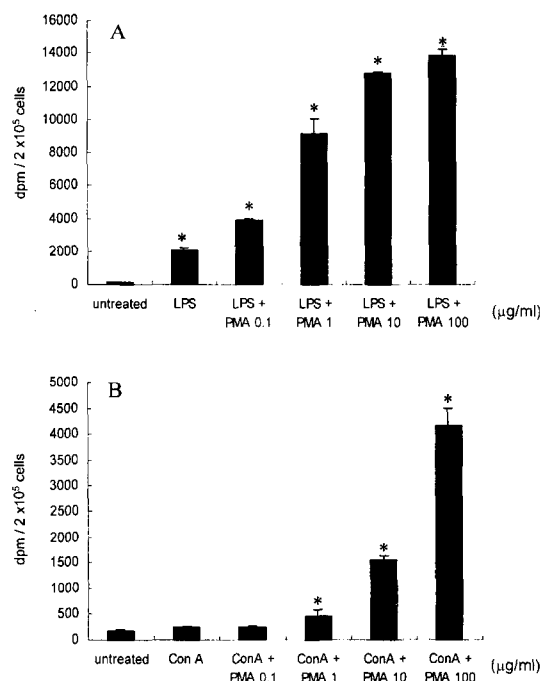 A
dpm / 2 x10⁵ cells
16000
14000
12000
10000
8000
6000
4000
2000
0
* * * * *
untreated LPS LPS + PMA 0.1 LPS + PMA 1 LPS + PMA 10 LPS + PMA 100 (μg/ml)
B
dpm / 2 x10⁵ cells
5000
4500
4000
3500
3000
2500
2000
1500
1000
500
0
* * *
untreated Con A ConA + PMA 0.1 ConA + PMA 1 ConA + PMA 10 ConA + PMA 100 (μg/ml)